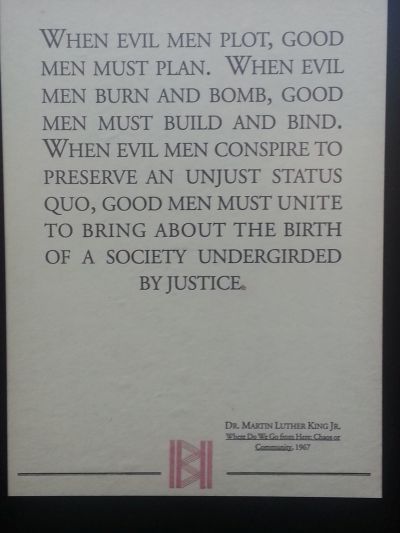 WHEN EVIL MEN PLOT, GOOD
MEN MUST PLAN. WHEN EVIL
MEN BURN AND BOMB, GOOD
MEN MUST BUILD AND BIND.
WHEN EVIL MEN CONSPIRE TO
PRESERVE AN UNJUST STATUS
QUO, GOOD MEN MUST UNITE
TO BRING ABOUT THE BIRTH
OF A SOCIETY UNDERGIRDED
BY JUSTICE.
DR. MARTIN LUTHER KING JR.
Where Do We Go from Here: Chaos or
Community, 1967